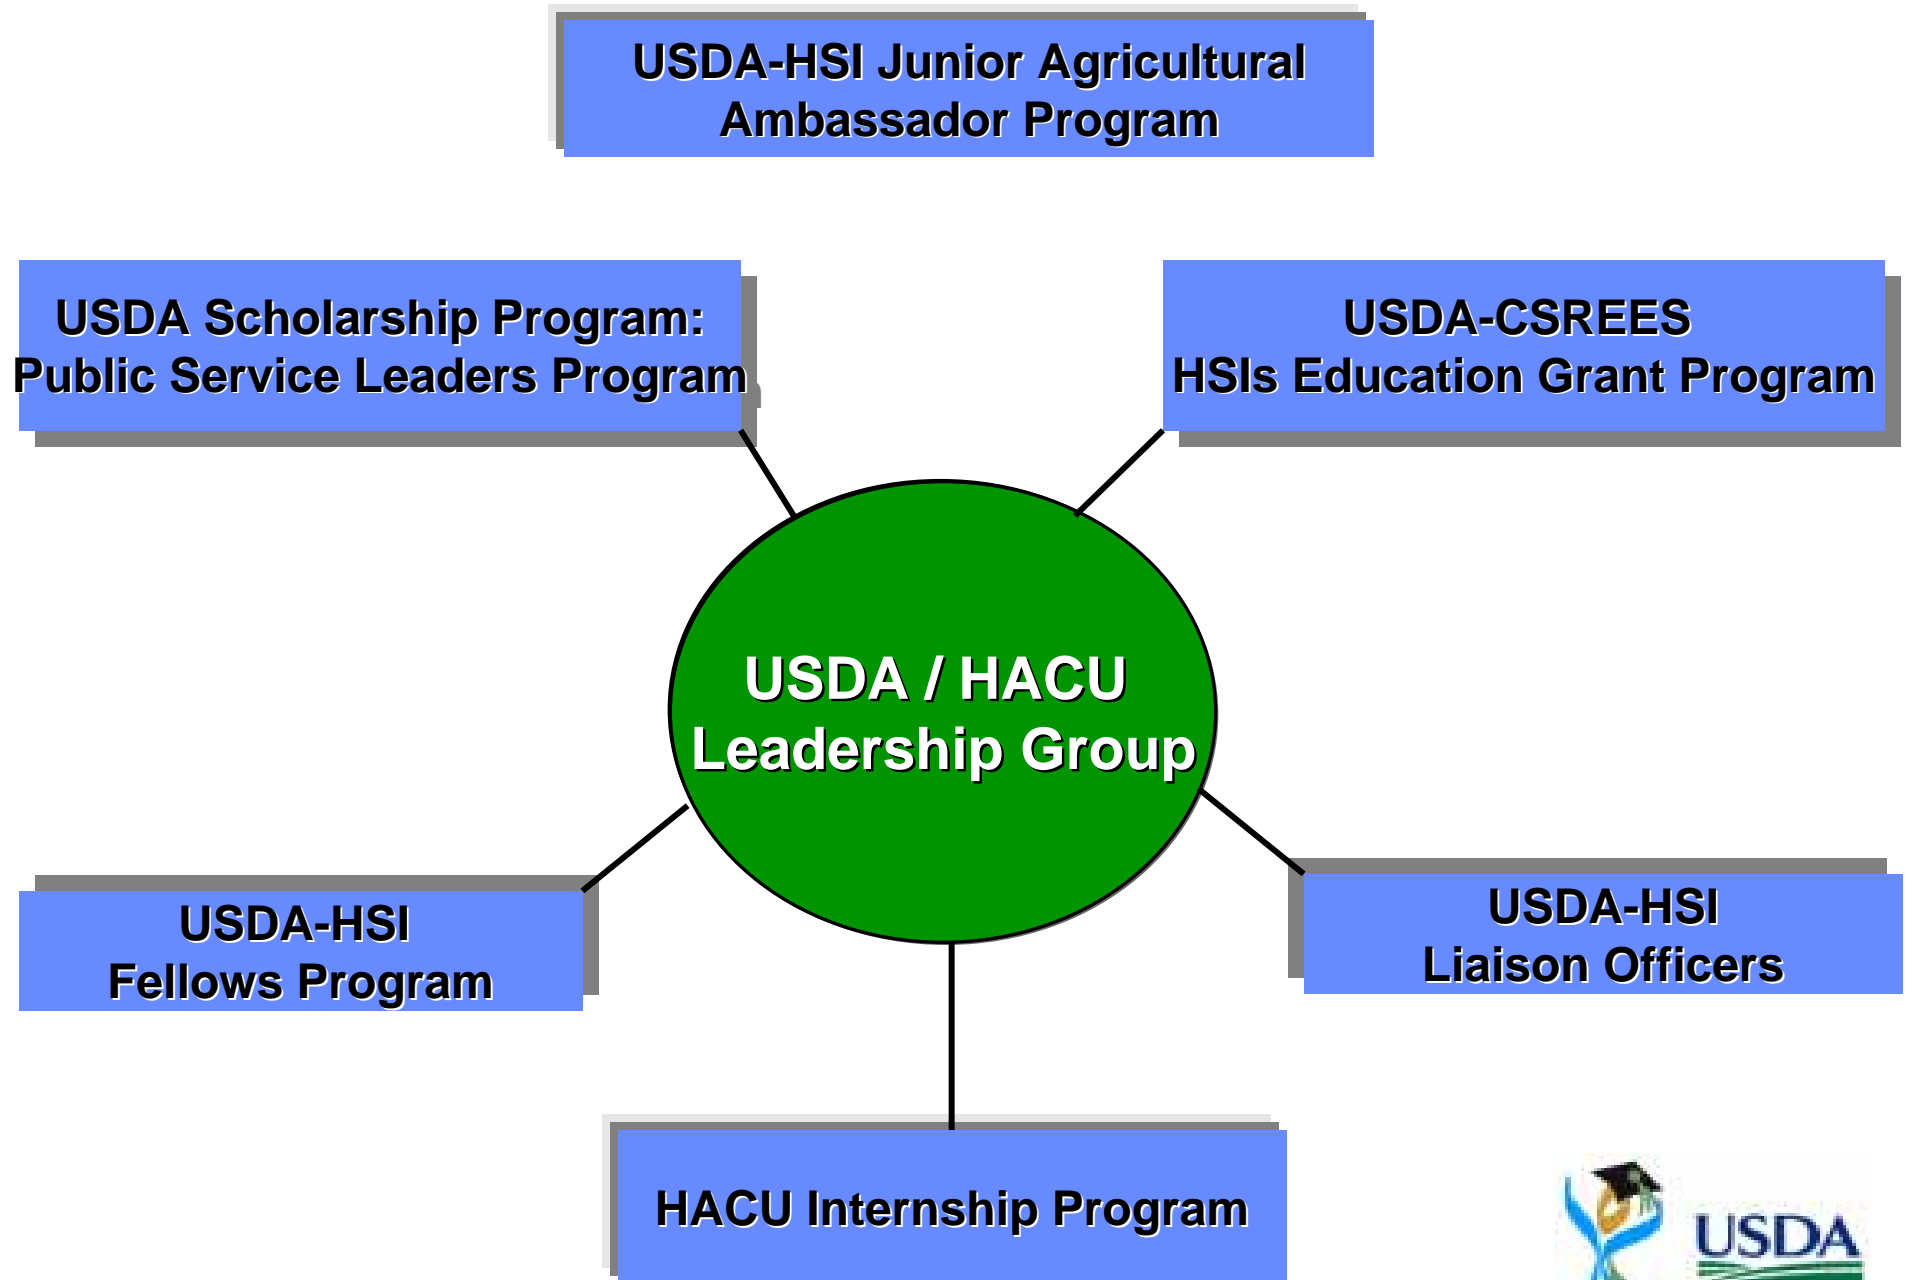 USDA-HSI Junior Agricultural
Ambassador Program
USDA Scholarship Program:
Public Service Leaders Program
USDA-CSREES
HSIs Education Grant Program
USDA / HACU
Leadership Group
USDA-HSI
Fellows Program
USDA-HSI
Liaison Officers
HACU Internship Program
USDA